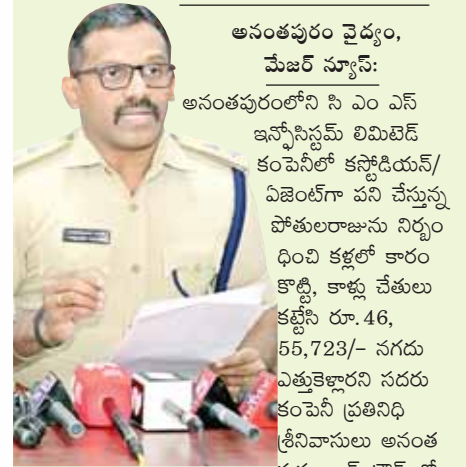 అనంతపురం వైద్యం,
మేజర్ న్యూస్:
అనంతపురంలోని సి ఎం ఎస్
ఇన్ఫోసిస్టమ్ లిమిటెడ్
కంపెనీలో కస్టోడియన్/
ఏజెంట్‌గా పని చేస్తున్న
పోతులరాజును నిర్బం
ధించి కళ్లలో కారం
కొట్టి, కాళ్లు చేతులు
కట్టేసి రూ.46,
55,723/- నగదు
ఎత్తుకెళ్లారని సదరు
కంపెనీ ప్రతినిధి
శ్రీనివాసులు అనంత